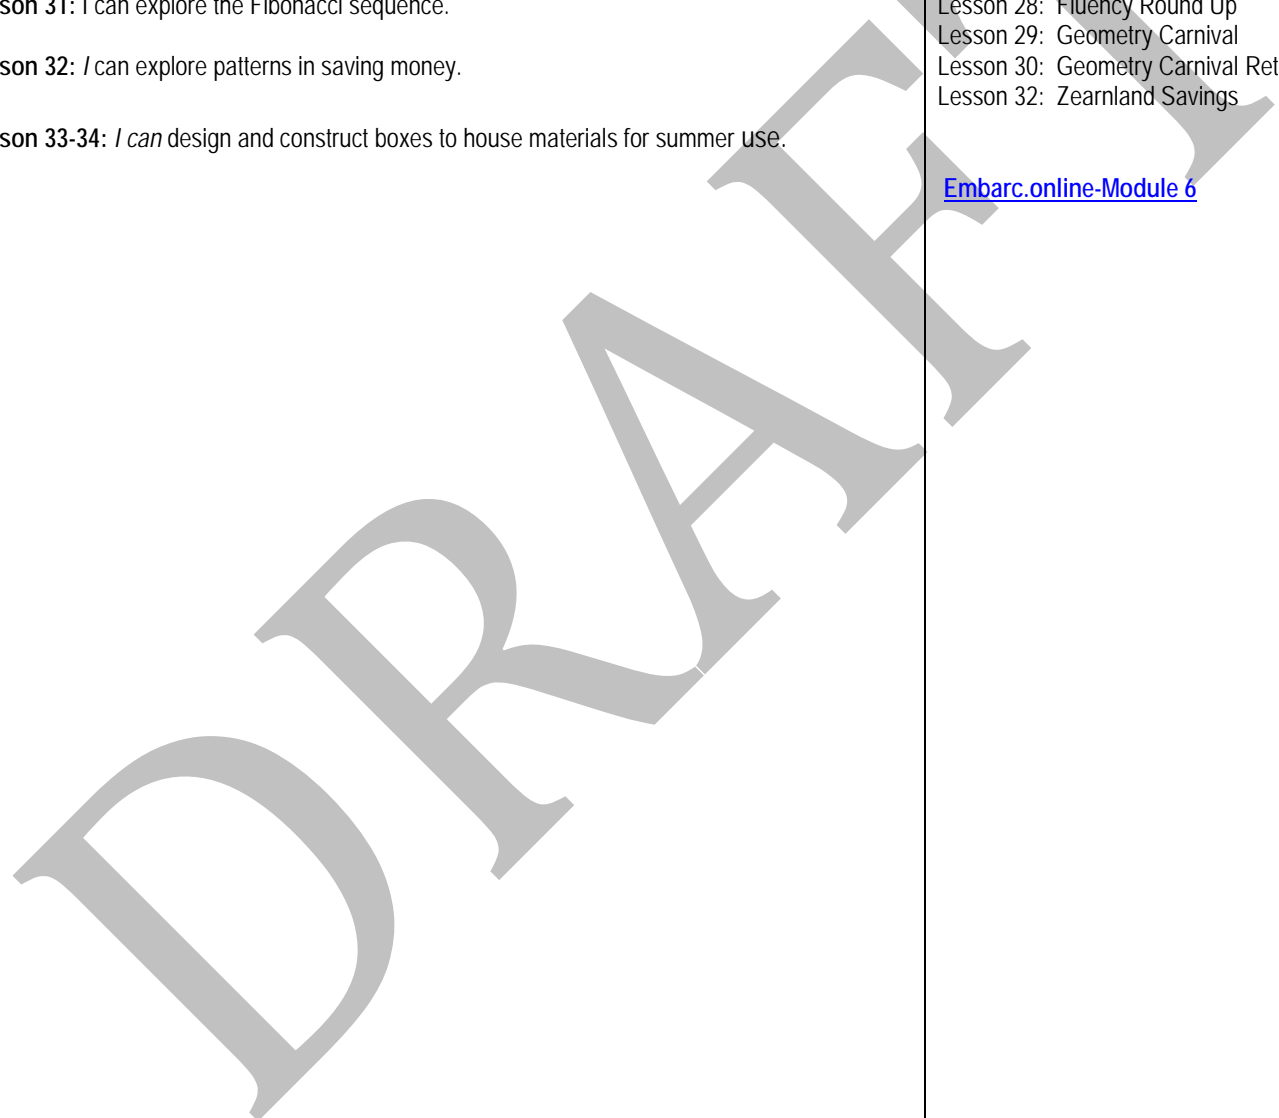 son 31: I can explore the Fibonacci sequence.
son 32: I can explore patterns in saving money.
son 33-34: I can design and construct boxes to house materials for summer use.
Lesson 28: Fluency Round Up
Lesson 29: Geometry Carnival
Lesson 30: Geometry Carnival Ret
Lesson 32: Zearnland Savings
Embarc.online-Module 6
DRAFT